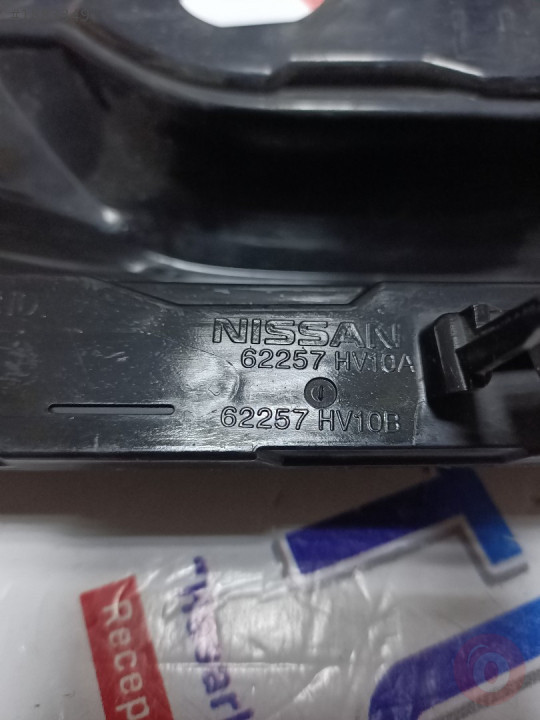 NISSAN
62257 HV10A
62257 HV10B
Recep